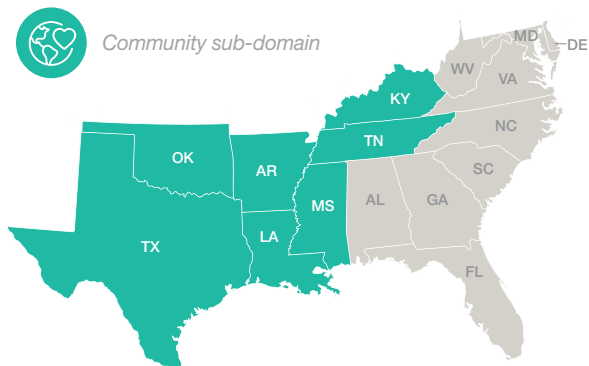 Community sub-domain
MD
DE
WV
VA
KY
NC
TN
OK
AR
SC
MS
AL
GA
LA
TX
FL